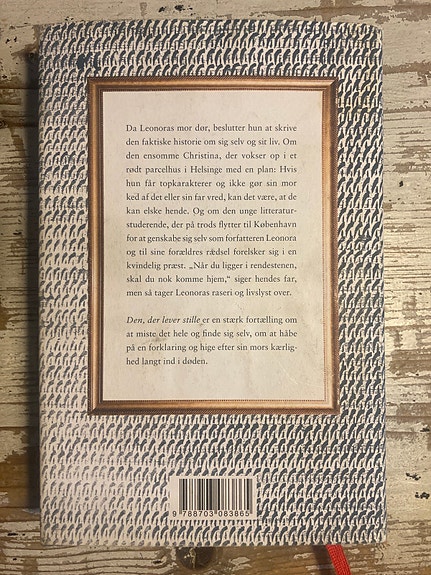 Da Leonoras mor dør, beslutter hun at skrive
den faktiske historie om sig selv og sit liv. Om
den ensomme Christina, der vokser op i et
rødt parcelhus i Helsinge med en plan: Hvis
hun får topkarakterer og ikke gør sin mor
ked af det eller sin far vred, kan det være, at de
kan elske hende. Og om den unge litteratur-
studerende, der på trods flytter til København
for at genskabe sig selv som forfatteren Leonora
og til sine forældres rædsel forelsker sig i en
kvindelig præst. „Når du ligger i rendestenen,
skal du nok komme hjem,“ siger hendes far,
men så tager Leonoras raseri og livslyst over.
Den, der lever stille er en stærk fortælling om
at miste det hele og finde sig selv, om at håbe
på en forklaring og hige efter sin mors kærlig-
hed langt ind i døden.
9 788703 083865